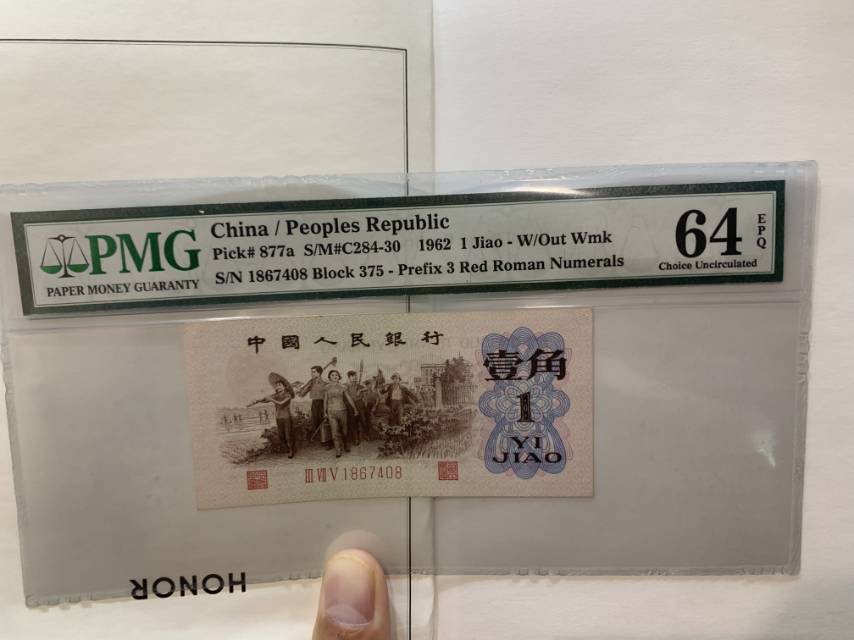 PMG
PAPER MONEY GUARANTY
China / Peoples Republic
Pick# 877a S/M#C284-30 1962 1 Jiao - W/Out Wmk
S/N 1867408 Block 375 - Prefix 3 Red Roman Numerals
64
EPQ
Choice Uncirculated
中國人民銀行
壹角
1
YI
JIAO
III VII V 1867408
HONOR